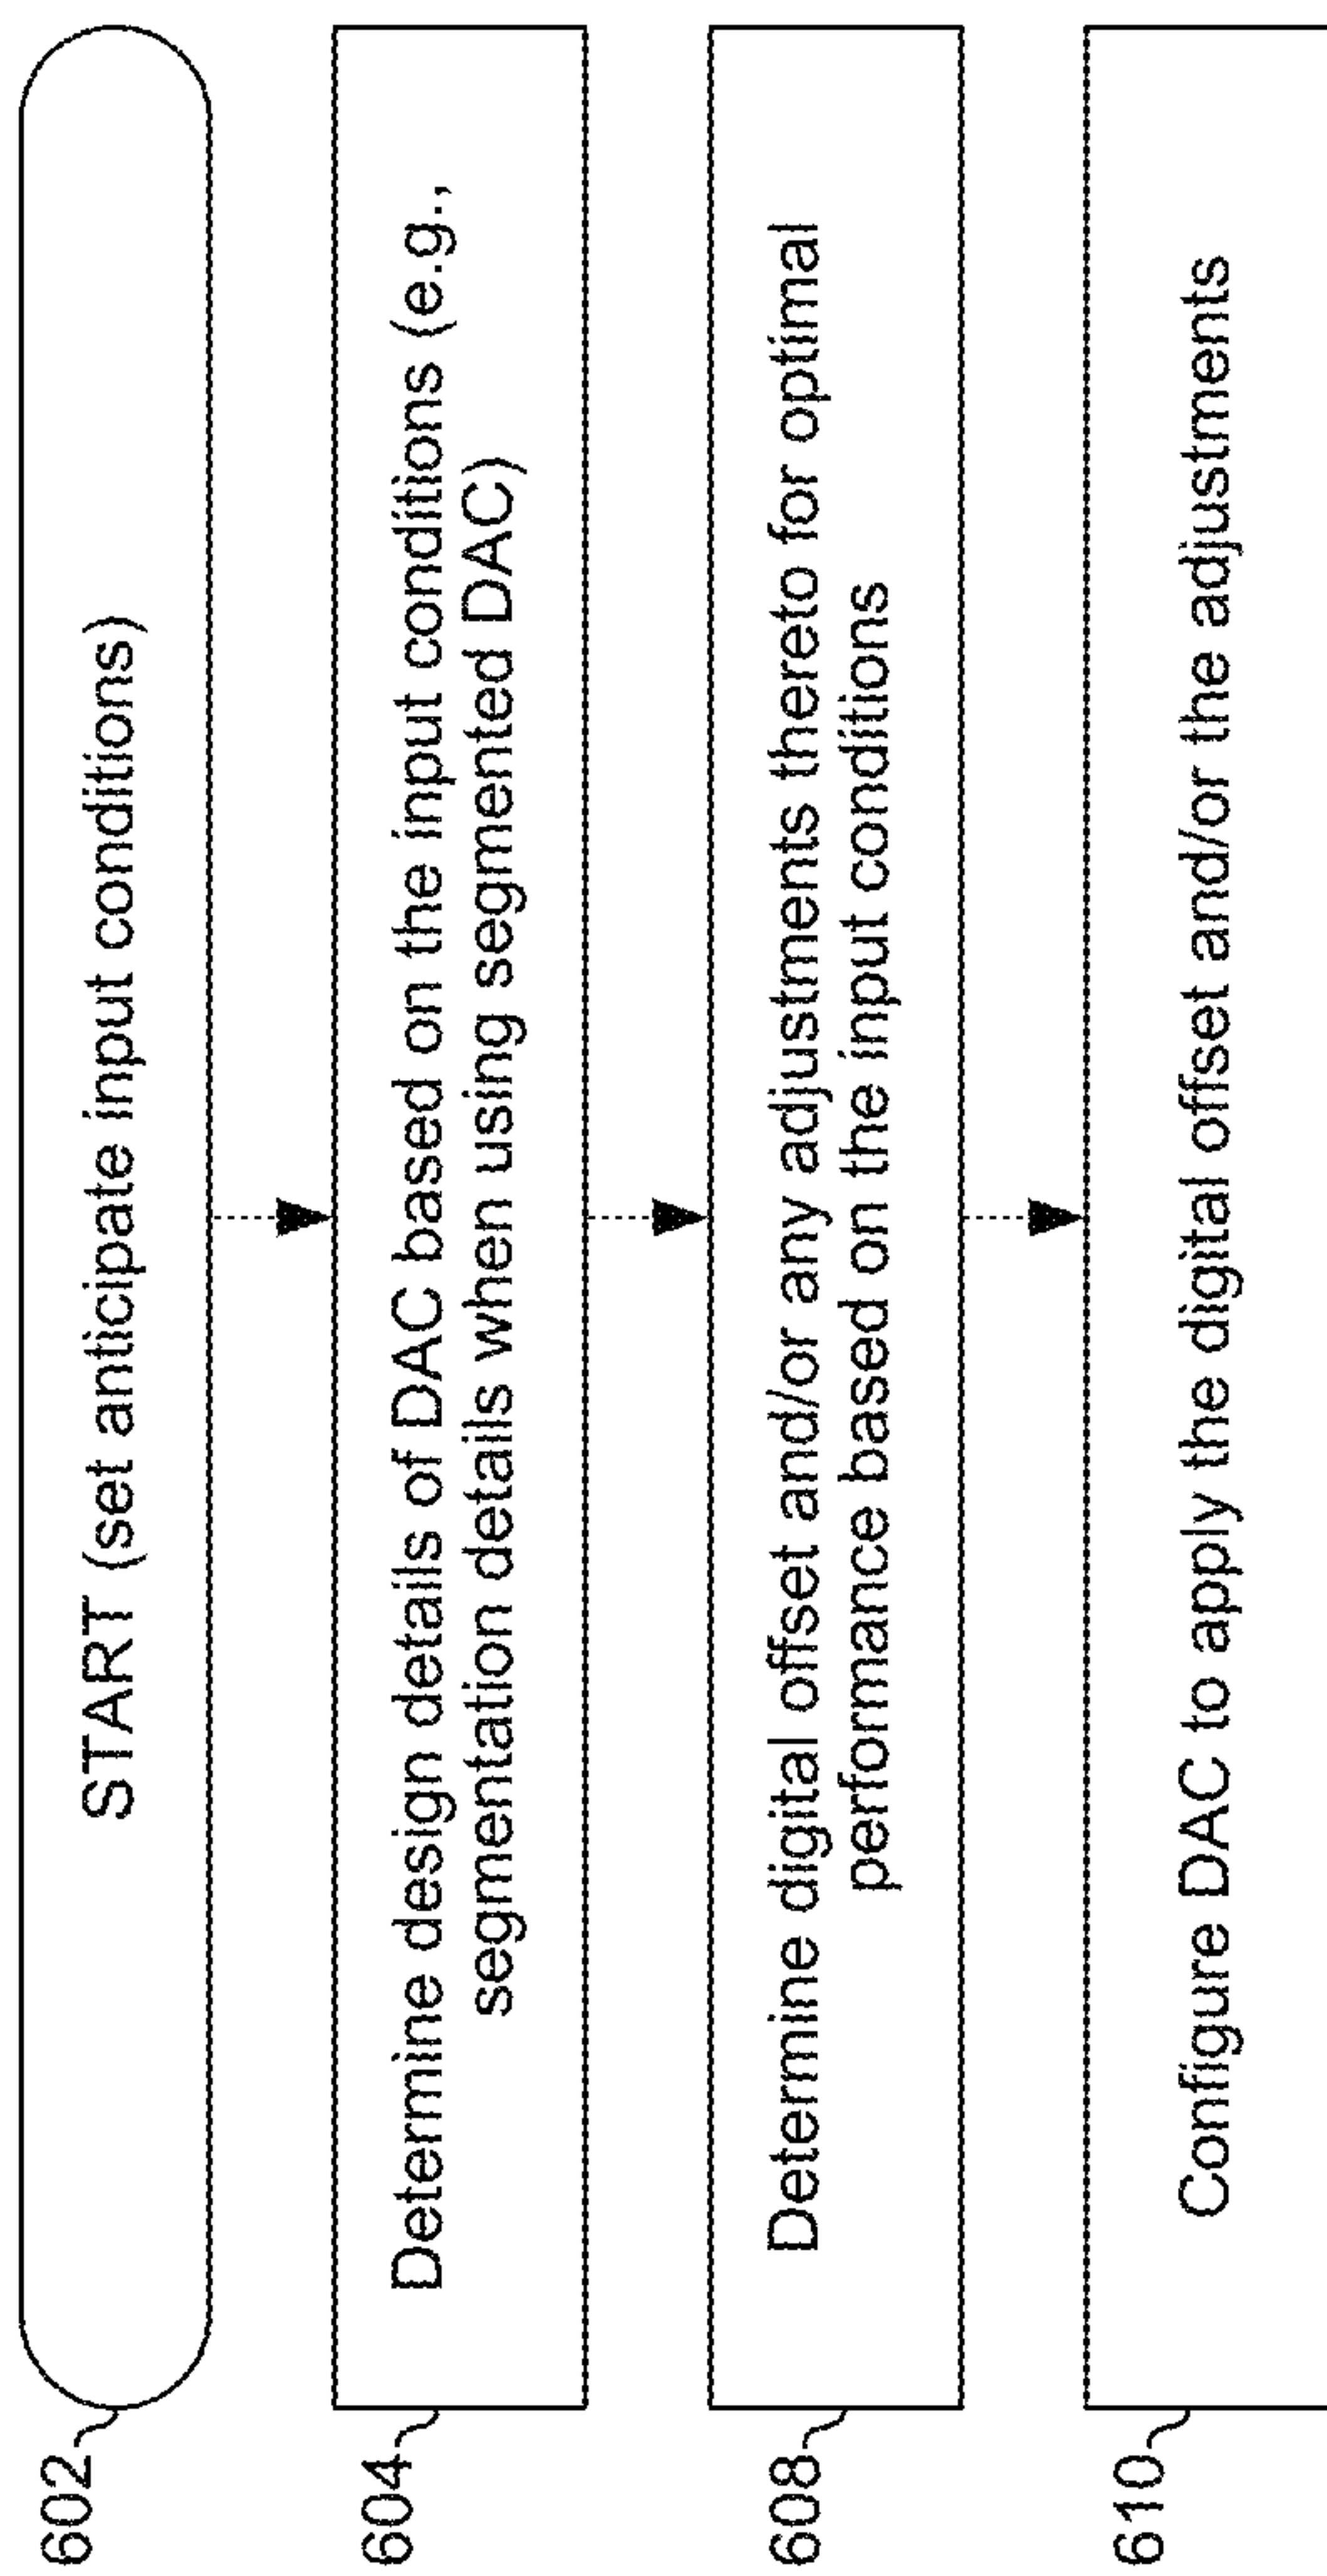 602
START (set anticipate input conditions)
604
Determine design details of DAC based on the input conditions (e.g.,
segmentation details when using segmented DAC)
608
Determine digital offset and/or any adjustments thereto for optimal
performance based on the input conditions
610
Configure DAC to apply the digital offset and/or the adjustments